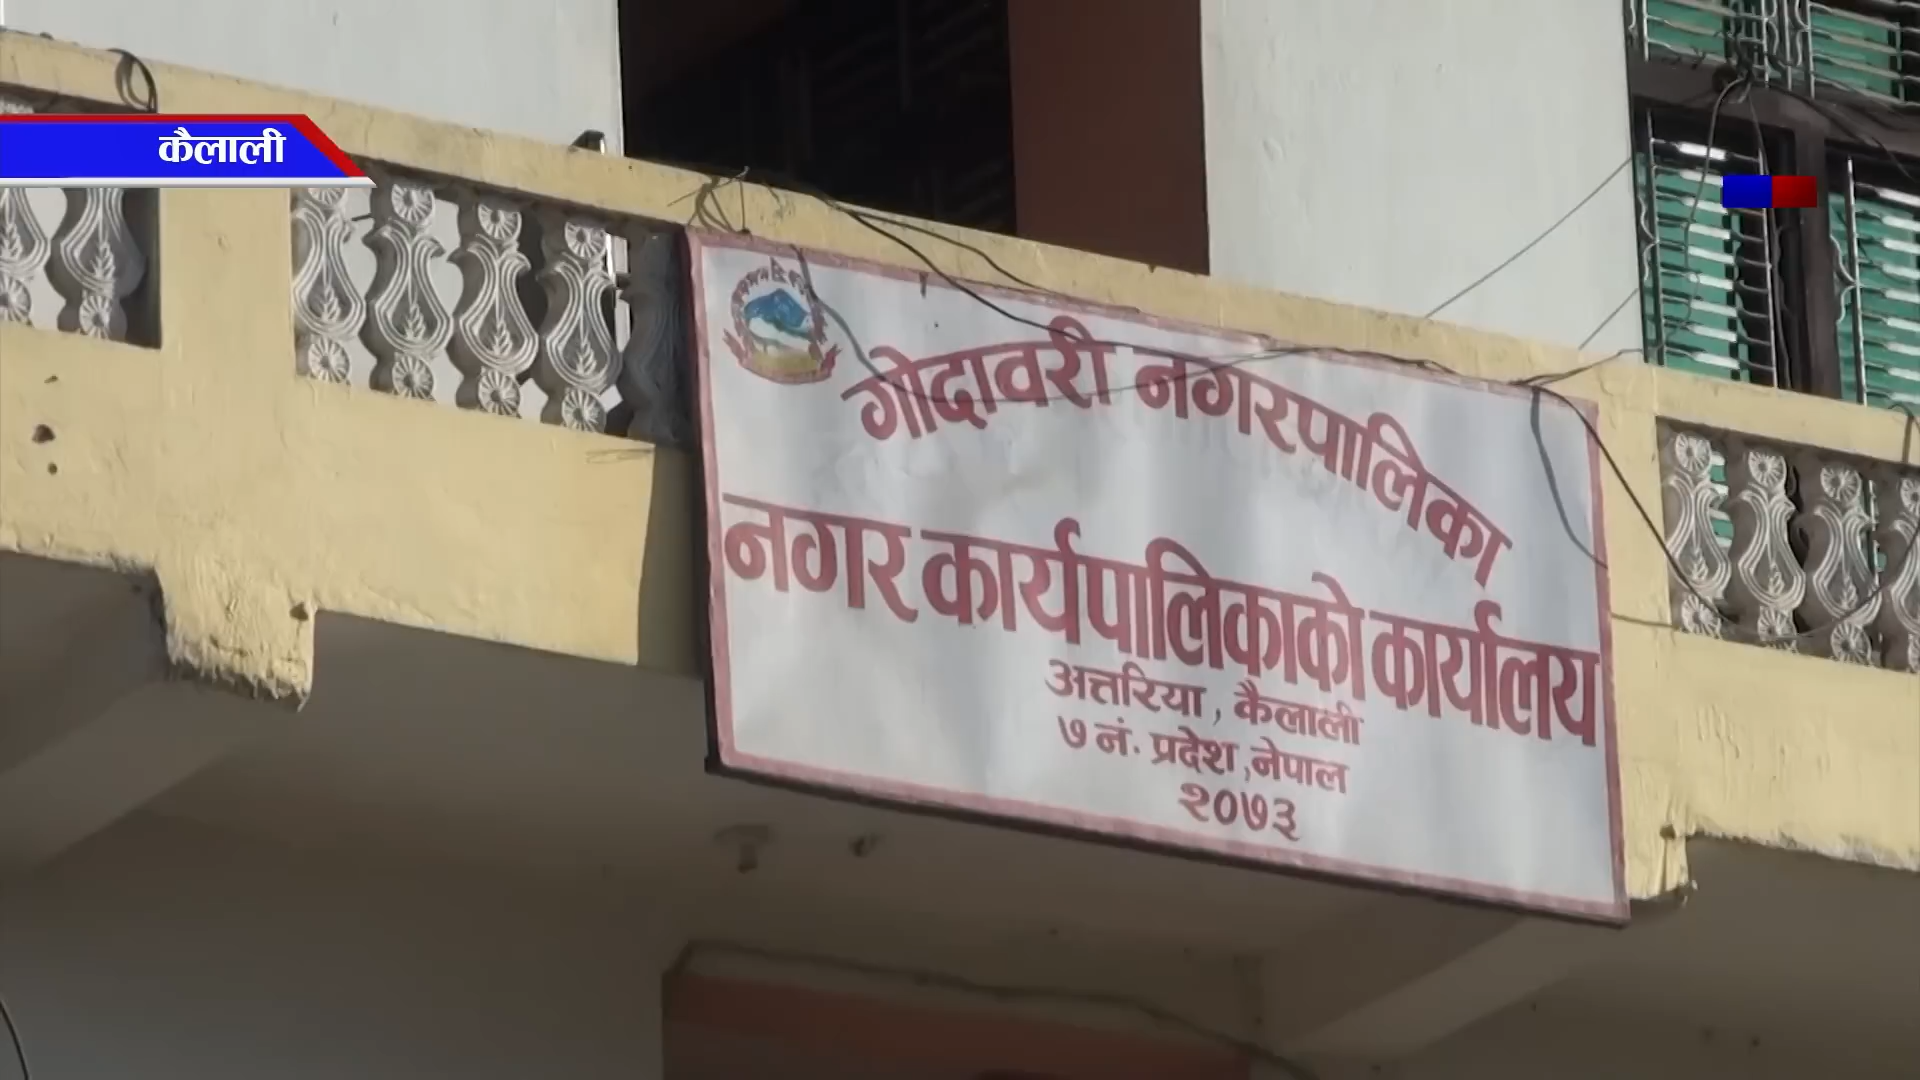 कैलाली
गोदावरी नगरपालिका
नगर कार्यपालिकाको कार्यालय
अत्तरिया, कैलाली
७ नं. प्रदेश, नेपाल
२०७३